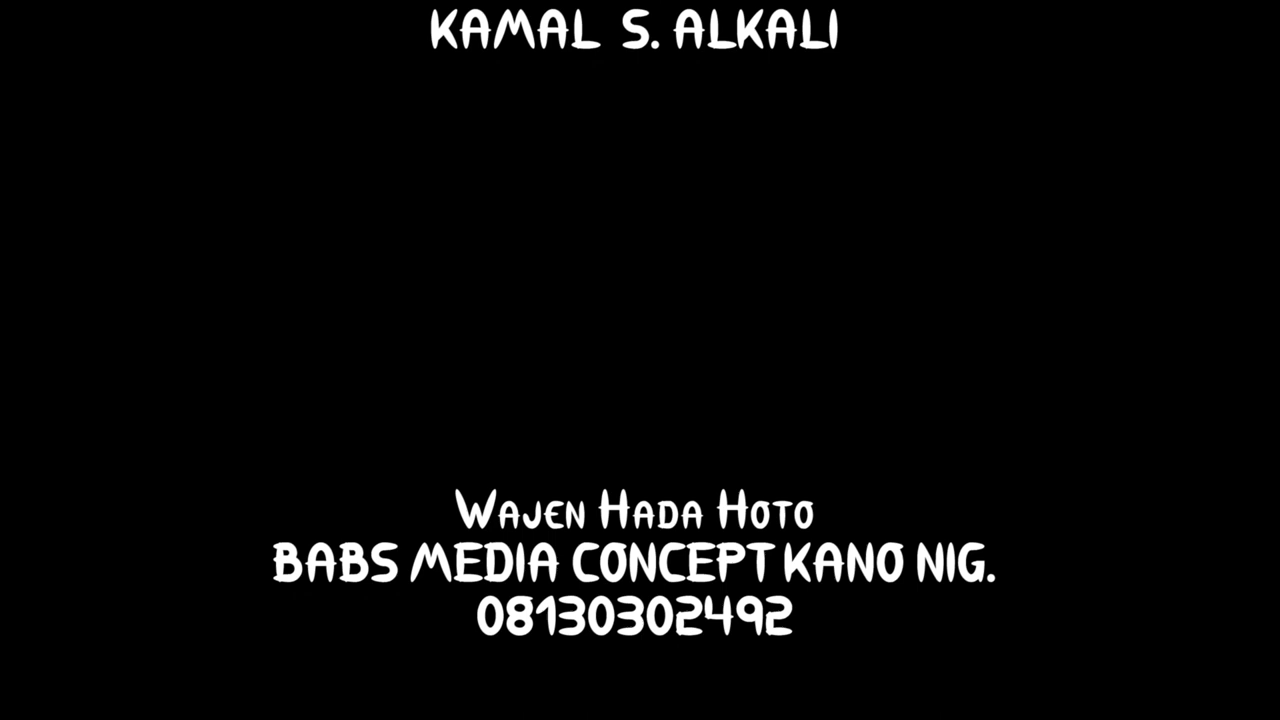 KAMAL S. ALKALI
WAJEN HADA HOTO
BABS MEDIA CONCEPT KANO NIG.
08130302492